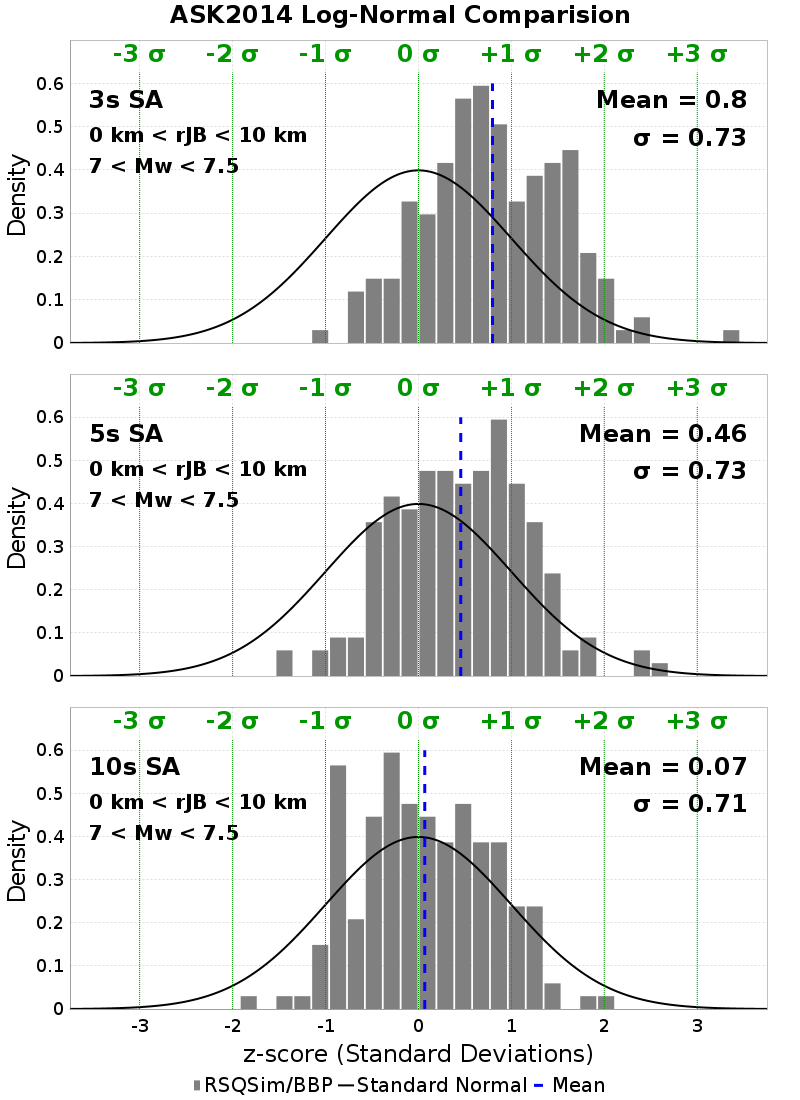 ASK2014 Log-Normal Comparision
-3 σ -2 σ -1 σ 0 σ +1 σ +2 σ +3 σ
3s SA
0 km < rJB < 10 km
7 < Mw < 7.5
Mean = 0.8
σ = 0.73
Density
0.6
0.5
0.4
0.3
0.2
0.1
0
-3 σ -2 σ -1 σ 0 σ +1 σ +2 σ +3 σ
5s SA
0 km < rJB < 10 km
7 < Mw < 7.5
Mean = 0.46
σ = 0.73
Density
0.6
0.5
0.4
0.3
0.2
0.1
0
-3 σ -2 σ -1 σ 0 σ +1 σ +2 σ +3 σ
10s SA
0 km < rJB < 10 km
7 < Mw < 7.5
Mean = 0.07
σ = 0.71
Density
0.6
0.5
0.4
0.3
0.2
0.1
0
-3 -2 -1 0 1 2 3
z-score (Standard Deviations)
RSQSim/BBP Standard Normal Mean